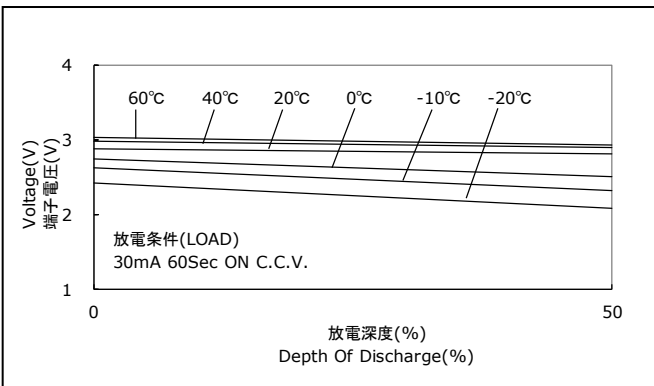 4
60℃ 40℃ 20℃ 0℃ -10℃ -20℃
3
Voltage(V)
端子電圧(V)
2
放電条件(LOAD)
30mA 60Sec ON C.C.V.
1
0 50
放電深度(%)
Depth Of Discharge(%)